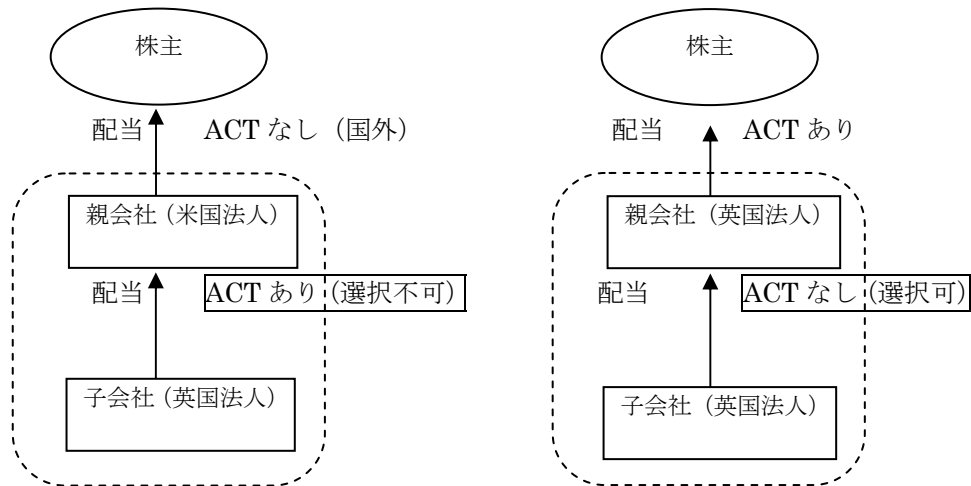 株主
配当 ACT なし（国外）
親会社（米国法人）
配当 ACT あり（選択不可）
子会社（英国法人）
株主
配当 ACT あり
親会社（英国法人）
配当 ACT なし（選択可）
子会社（英国法人）